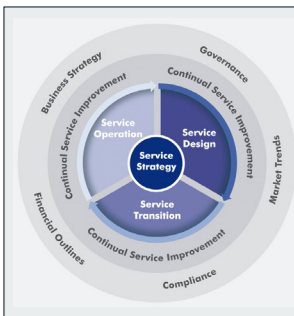 Business Strategy
Governance
Continual Service Improvement
Continual Service Improvement
Service
Operation
Service
Design
Service
Strategy
Service
Transition
Continual Service Improvement
Financial Outlines
Market Trends
Compliance